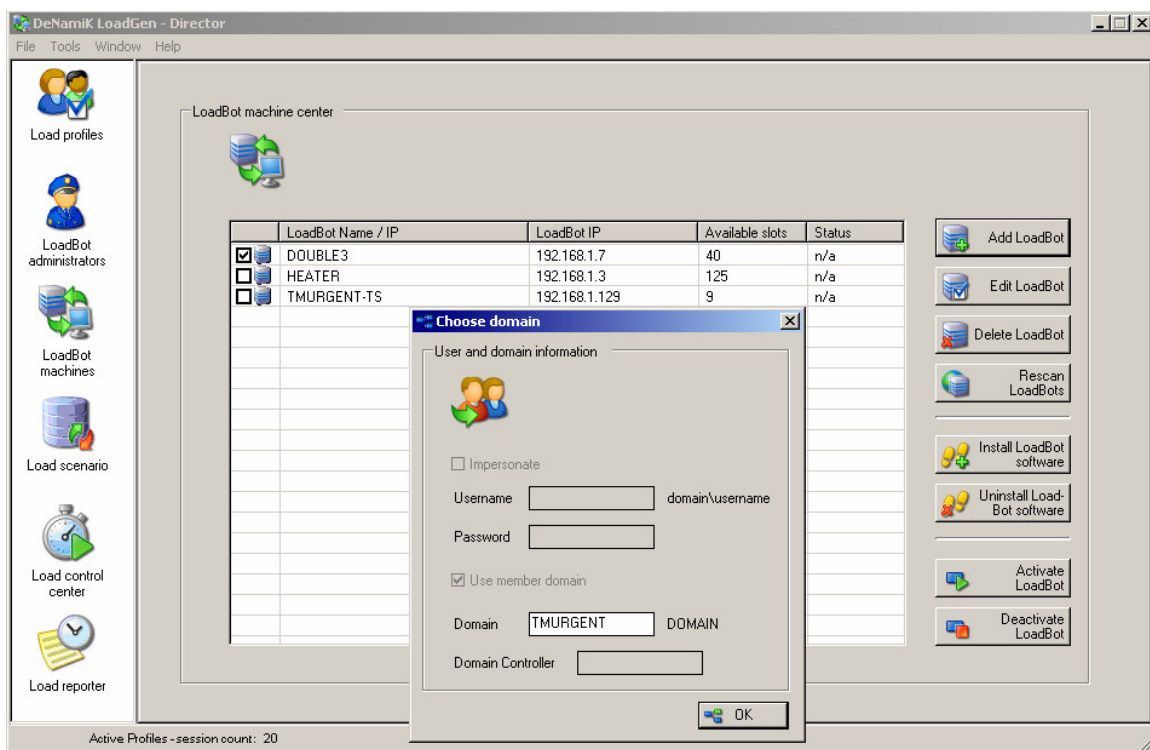 DeNamiK LoadGen - Director
File Tools Window Help
Load profiles
LoadBot
administrators
LoadBot
machines
Load scenario
Load control
center
Load reporter
LoadBot machine center
LoadBot Name / IP LoadBot IP Available slots Status
DOUBLE3 192.168.1.7 40 n/a
HEATER 192.168.1.3 125 n/a
TMURGENT-TS 192.168.1.129 9 n/a
Add LoadBot
Edit LoadBot
Delete LoadBot
Rescan
LoadBots
Install LoadBot
software
Uninstall Load-
Bot software
Activate
LoadBot
Deactivate
LoadBot
Choose domain
User and domain information
Impersonate
Username domain\username
Password
Use member domain
Domain TMURGENT DOMAIN
Domain Controller
OK
Active Profiles - session count: 20